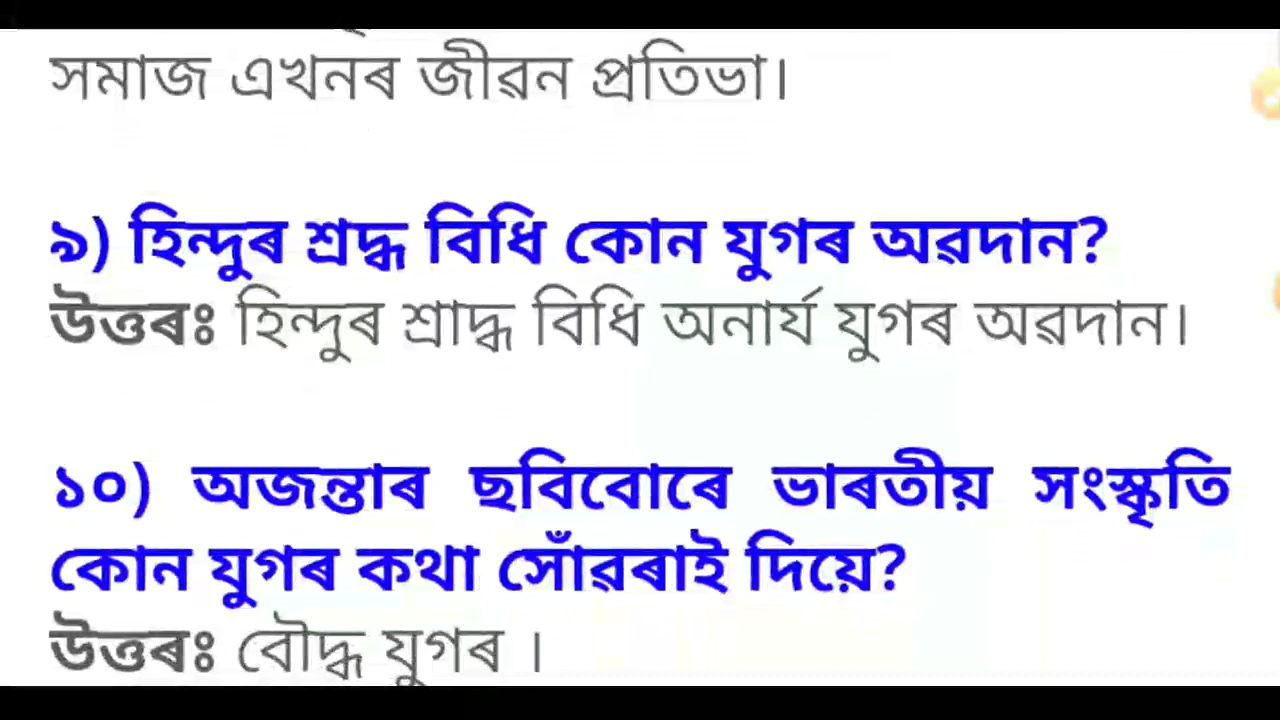 সমাজ এখনৰ জীৱন প্ৰতিভা।
৯) হিন্দুৰ শ্ৰদ্ধ বিধি কোন যুগৰ অৱদান?
উত্তৰঃ হিন্দুৰ শ্ৰাদ্ধ বিধি অনাৰ্য যুগৰ অৱদান।
১০) অজন্তাৰ ছবিবোৰে ভাৰতীয় সংস্কৃতি
কোন যুগৰ কথা সোঁৱৰাই দিয়ে?
উত্তৰঃ বৌদ্ধ যুগৰ ।